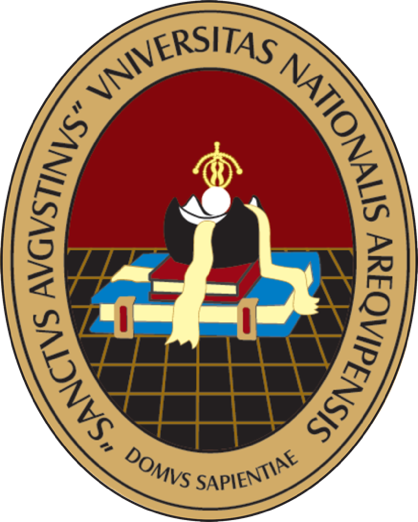 "SANCTVS AVGVSTINVS" VNIVERSITAS NATIONALIS AREQVIPENSIS
DOMVS SAPIENTIAE